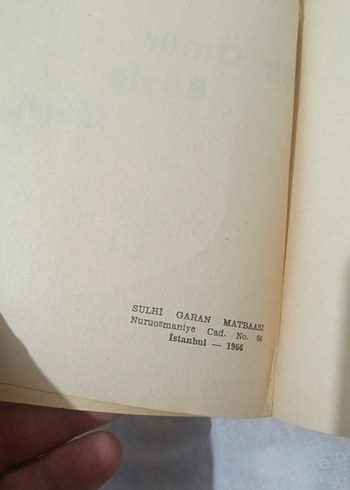 SULHİ GARAN MATBAASI
Nuruosmaniye Cad. No. 64
İstanbul — 1966